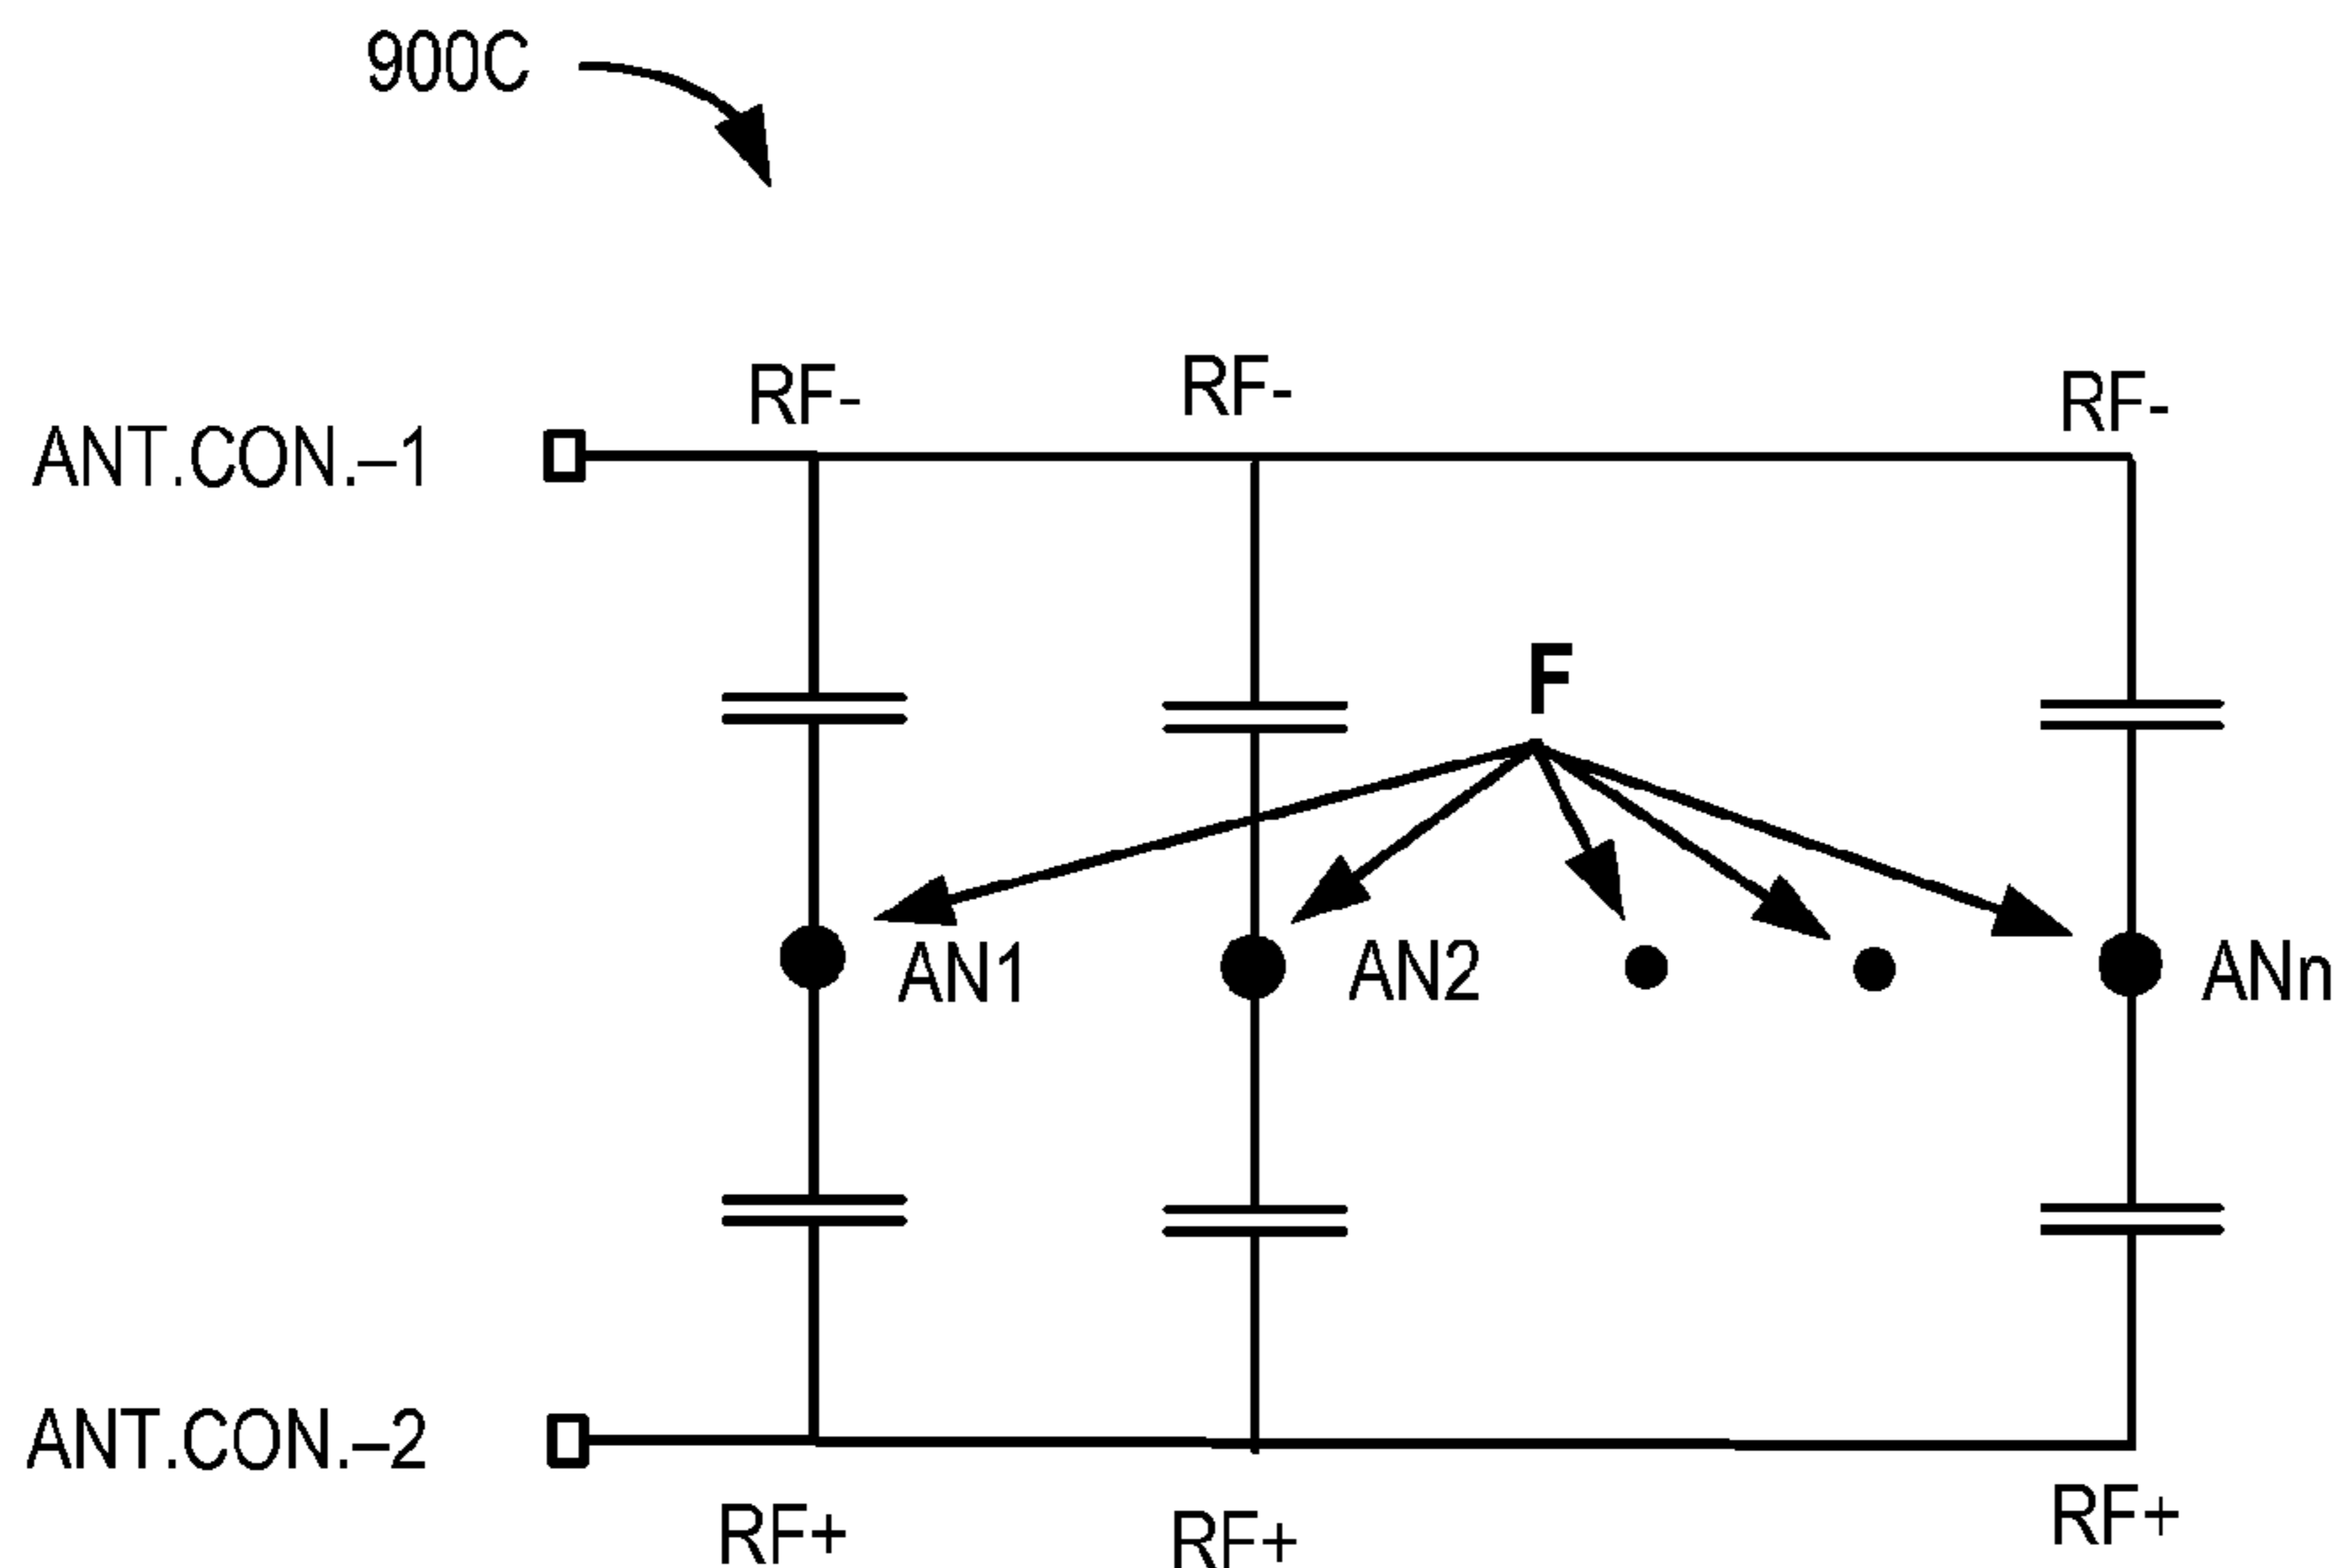 900C
RF-
RF-
RF-
ANT.CON.–1
F
AN1
AN2
ANn
ANT.CON.–2
RF+
RF+
RF+